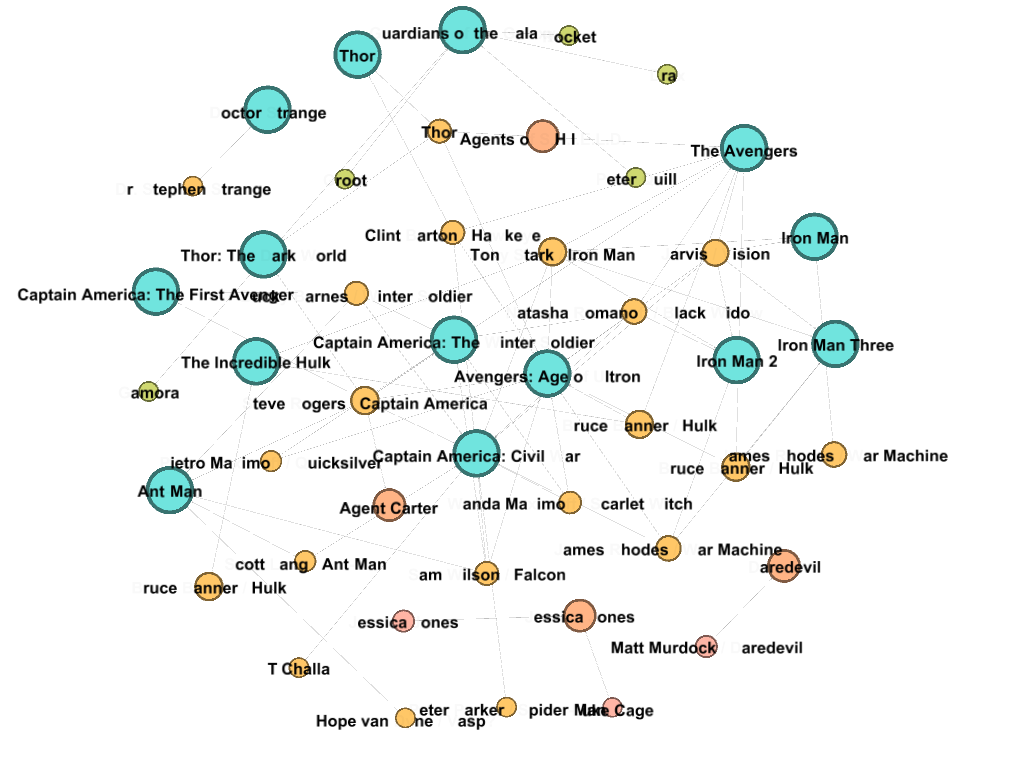 uardians o the ala
ocket
Thor
ra
octor trange
Thor
Agents o H I
The Avengers
r tephen trange
root
eter uill
Clint arton Ha ke e
Iron Man
Thor: The ark orld
Ton tark Iron Man
arvis ision
Captain America: The First Avenger
uck arnes inter oldier
atasha omano lack ido
Captain America: The inter oldier
Iron Man Three
The Incredible Hulk
Iron Man 2
Avengers: Age o ltron
amora
teve ogers Captain America
ruce anner Hulk
Captain America: Civil ar
ames hodes ar Machine
ietro Ma imo uicksilver
ruce anner Hulk
Ant Man
anda Ma imo scarlet itch
Agent Carter
ames hodes ar Machine
scott ang Ant Man
aredevil
am ilson Falcon
ruce anner Hulk
essica ones
essica ones
Matt Murdock aredevil
T Challa
eter arker pider Man
uke Cage
Hope van ne asp